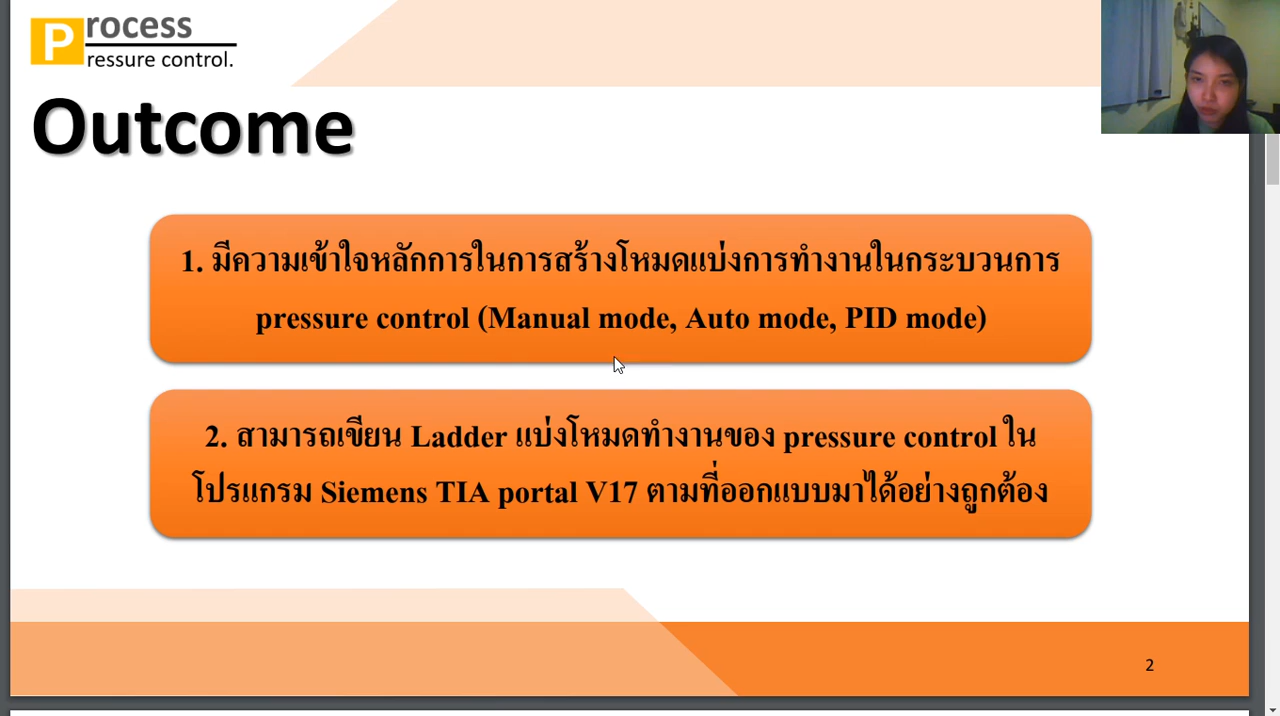 Process
Pressure control.
Outcome
1. มีความเข้าใจหลักการในการสร้างโหมดแบ่งการทำงานในกระบวนการ
pressure control (Manual mode, Auto mode, PID mode)
2. สามารถเขียน Ladder แบ่งโหมดทำงานของ pressure control ใน
โปรแกรม Siemens TIA portal V17 ตามที่ออกแบบมาได้อย่างถูกต้อง
2